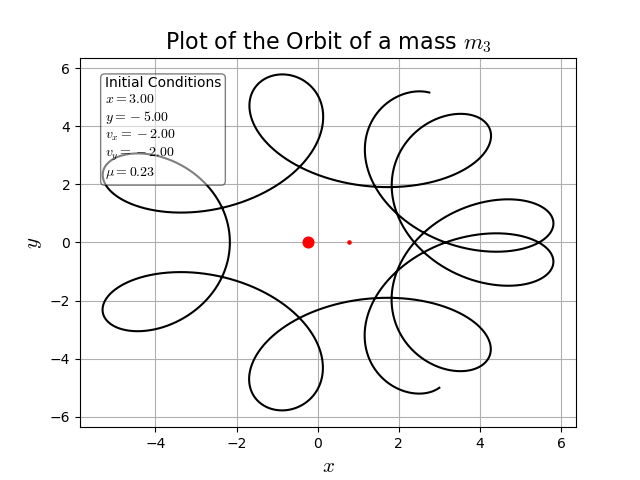 Plot of the Orbit of a mass m₃
Initial Conditions
x = 3.00
y = −5.00
vₓ = −2.00
v_y = −2.00
μ = 0.23
6
4
2
0
−2
−4
−6
y
−4
−2
0
2
4
6
x